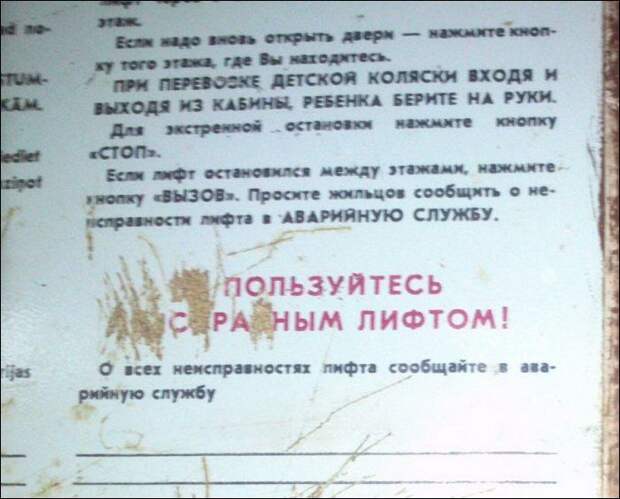 этаж.
Если надо вновь открыть двери — нажмите кноп-
ку того этажа, где Вы находитесь.
ПРИ ПЕРЕВОЗКЕ ДЕТСКОЙ КОЛЯСКИ ВХОДЯ И
ВЫХОДЯ ИЗ КАБИНЫ, РЕБЕНКА БЕРИТЕ НА РУКИ.
Для экстренной остановки нажмите кнопку
«СТОП».
Если лифт остановился между этажами, нажмите
кнопку «ВЫЗОВ». Просите жильцов сообщить о не-
исправности лифта в АВАРИЙНУЮ СЛУЖБУ.
ПОЛЬЗУЙТЕСЬ
С РА НЫМ ЛИФТОМ!
О всех неисправностях лифта сообщайте в ава-
рийную службу